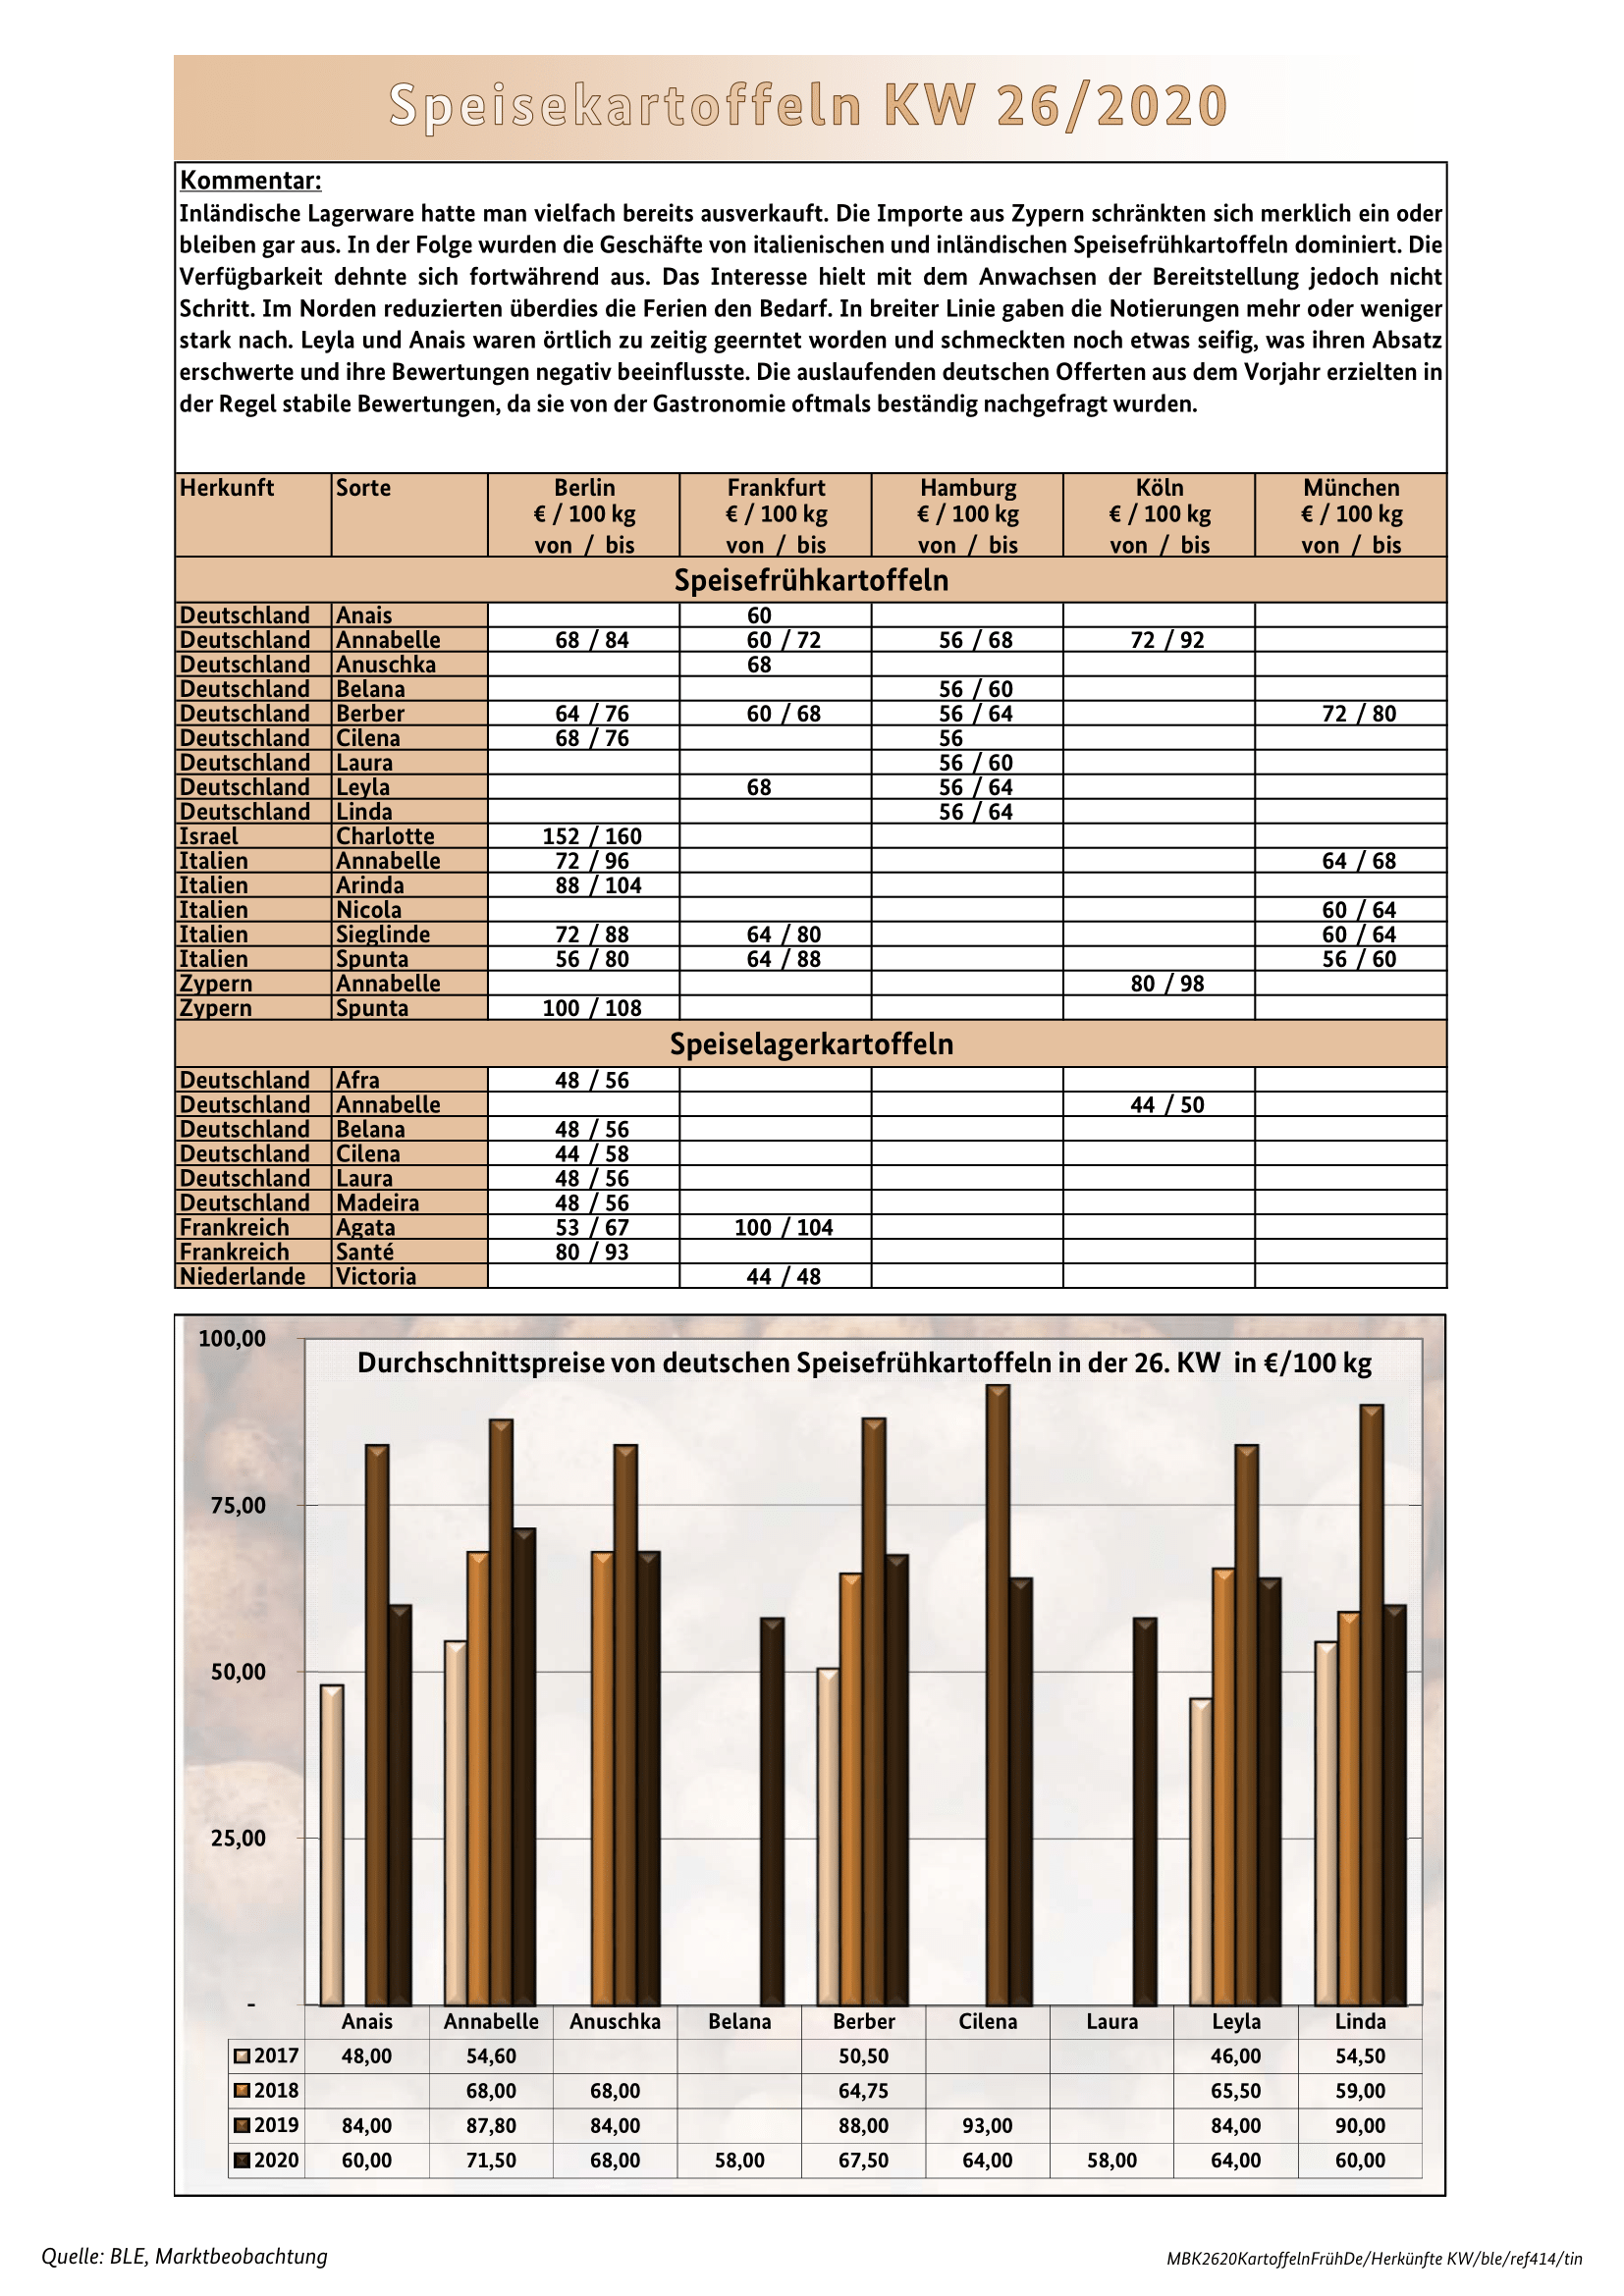 Speisekartoffeln KW 26/2020
Kommentar:
Inländische Lagerware hatte man vielfach bereits ausverkauft. Die Importe aus Zypern schränkten sich merklich ein oder
bleiben gar aus. In der Folge wurden die Geschäfte von italienischen und inländischen Speisefrühkartoffeln dominiert. Die
Verfügbarkeit dehnte sich fortwährend aus. Das Interesse hielt mit dem Anwachsen der Bereitstellung jedoch nicht
Schritt. Im Norden reduzierten überdies die Ferien den Bedarf. In breiter Linie gaben die Notierungen mehr oder weniger
stark nach. Leyla und Anais waren örtlich zu zeitig geerntet worden und schmeckten noch etwas seifig, was ihren Absatz
erschwerte und ihre Bewertungen negativ beeinflusste. Die auslaufenden deutschen Offerten aus dem Vorjahr erzielten in
der Regel stabile Bewertungen, da sie von der Gastronomie oftmals beständig nachgefragt wurden.
Herkunft Sorte Berlin Frankfurt Hamburg Köln München
€ / 100 kg € / 100 kg € / 100 kg € / 100 kg € / 100 kg
von / bis von / bis von / bis von / bis von / bis
Speisefrühkartoffeln
Deutschland Anais 60
Deutschland Annabelle 68 / 84 60 / 72 56 / 68 72 / 92
Deutschland Anuschka 68
Deutschland Belana 56 / 60
Deutschland Berber 64 / 76 60 / 68 56 / 64 72 / 80
Deutschland Cilena 68 / 76 56
Deutschland Laura 56 / 60
Deutschland Leyla 68 56 / 64
Deutschland Linda 56 / 64
Israel Charlotte 152 / 160
Italien Annabelle 72 / 96 64 / 68
Italien Arinda 88 / 104
Italien Nicola 60 / 64
Italien Sieglinde 72 / 88 64 / 80 60 / 64
Italien Spunta 56 / 80 64 / 88 56 / 60
Zypern Annabelle 80 / 98
Zypern Spunta 100 / 108
Speiselagerkartoffeln
Deutschland Afra 48 / 56
Deutschland Annabelle 44 / 50
Deutschland Belana 48 / 56
Deutschland Cilena 44 / 58
Deutschland Laura 48 / 56
Deutschland Madeira 48 / 56
Frankreich Agata 53 / 67 100 / 104
Frankreich Santé 80 / 93
Niederlande Victoria 44 / 48
Durchschnittspreise von deutschen Speisefrühkartoffeln in der 26. KW in €/100 kg
100,00
75,00
50,00
25,00
-
Anais Annabelle Anuschka Belana Berber Cilena Laura Leyla Linda
2017 48,00 54,60 50,50 46,00 54,50
2018 68,00 68,00 64,75 65,50 59,00
2019 84,00 87,80 84,00 88,00 93,00 84,00 90,00
2020 60,00 71,50 68,00 58,00 67,50 64,00 58,00 64,00 60,00
Quelle: BLE, Marktbeobachtung
MBK2620KartoffelnFrühDe/Herkünfte KW/ble/ref414/tin